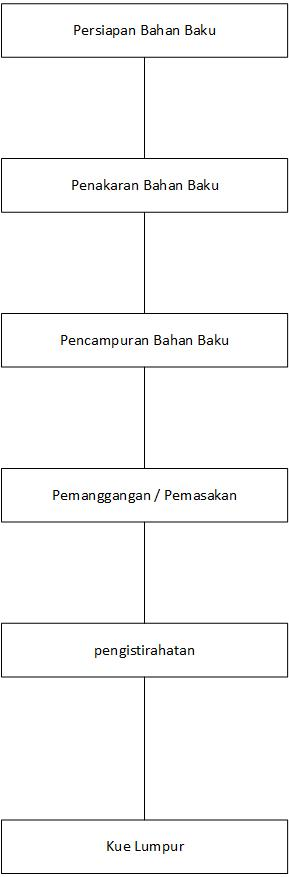 Persiapan Bahan Baku
Penakaran Bahan Baku
Pencampuran Bahan Baku
Pemanggangan / Pemasakan
pengistirahatan
Kue Lumpur